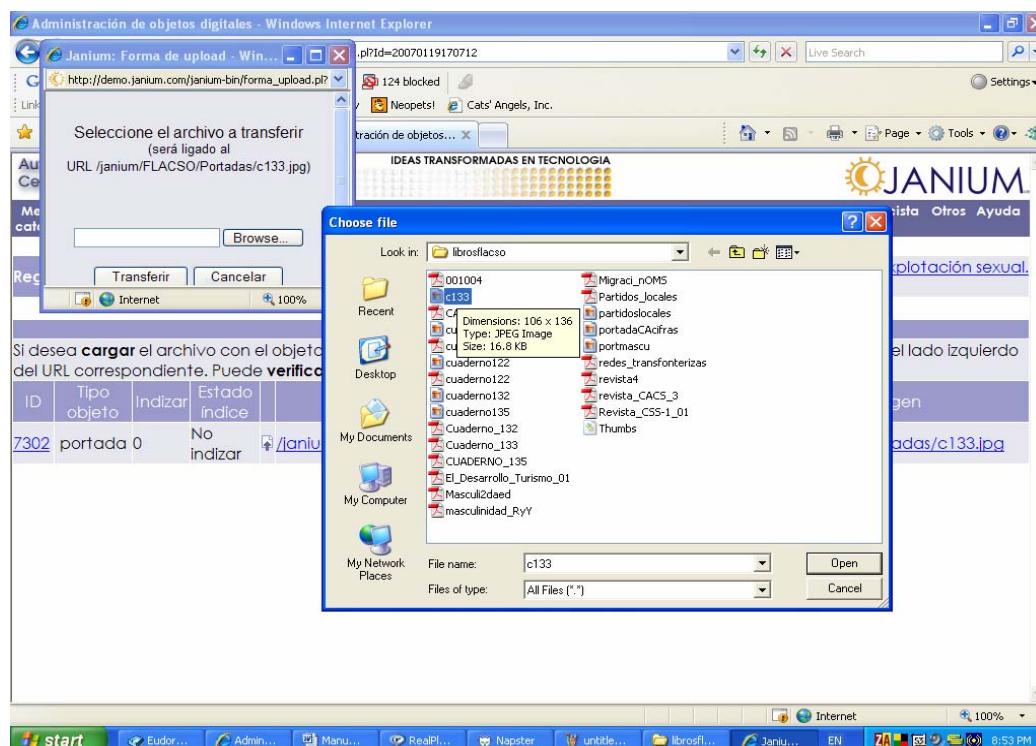 Administración de objetos digitales - Windows Internet Explorer
Janium: Forma de upload - Win...
.pl?Id=20070119170712
Live Search
http://demo.janium.com/janium-bin/forma_upload.pl?
124 blocked
Settings
Neopets!
Cats' Angels, Inc.
tración de objetos...
Page
Tools
Seleccione el archivo a transferir
(será ligado al
URL /janium/FLACSO/Portadas/c133.jpg)
Browse...
Transferir
Cancelar
Internet
100%
IDEAS TRANSFORMADAS EN TECNOLOGIA
JANIUM
Otros Ayuda
xplotación sexual.
Choose file
Look in:
librosflacso
Recent
Desktop
My Documents
My Computer
My Network
Places
001004
c133
cuaderno122
cuaderno122
cuaderno132
cuaderno135
Cuaderno_132
Cuaderno_133
CUADERNO_135
El_Desarrollo_Turismo_01
Masculi2daed
masculinidad_RyY
Migraci_nOMS
Partidos_locales
partidoslocales
portadaCAcifras
portmascu
redes_transfonterizas
revista4
revista_CACS_3
Revista_CSS-1_01
Thumbs
Dimensions: 106 x 136
Type: JPEG Image
Size: 16.8 KB
File name:
c133
Open
Files of type:
All Files (*.*)
Cancel
Si desea cargar el archivo con el objeto
el lado izquierdo
del URL correspondiente. Puede verifica
ID
Tipo
objeto
Indizar
Estado
índice
gen
7302
portada
0
No
indizar
/janiu
adas/c133.jpg
Internet
100%
start
Eudor...
Admin...
Manu...
RealPl...
Napster
untitle...
librosfl...
Janiu...
EN
8:53 PM